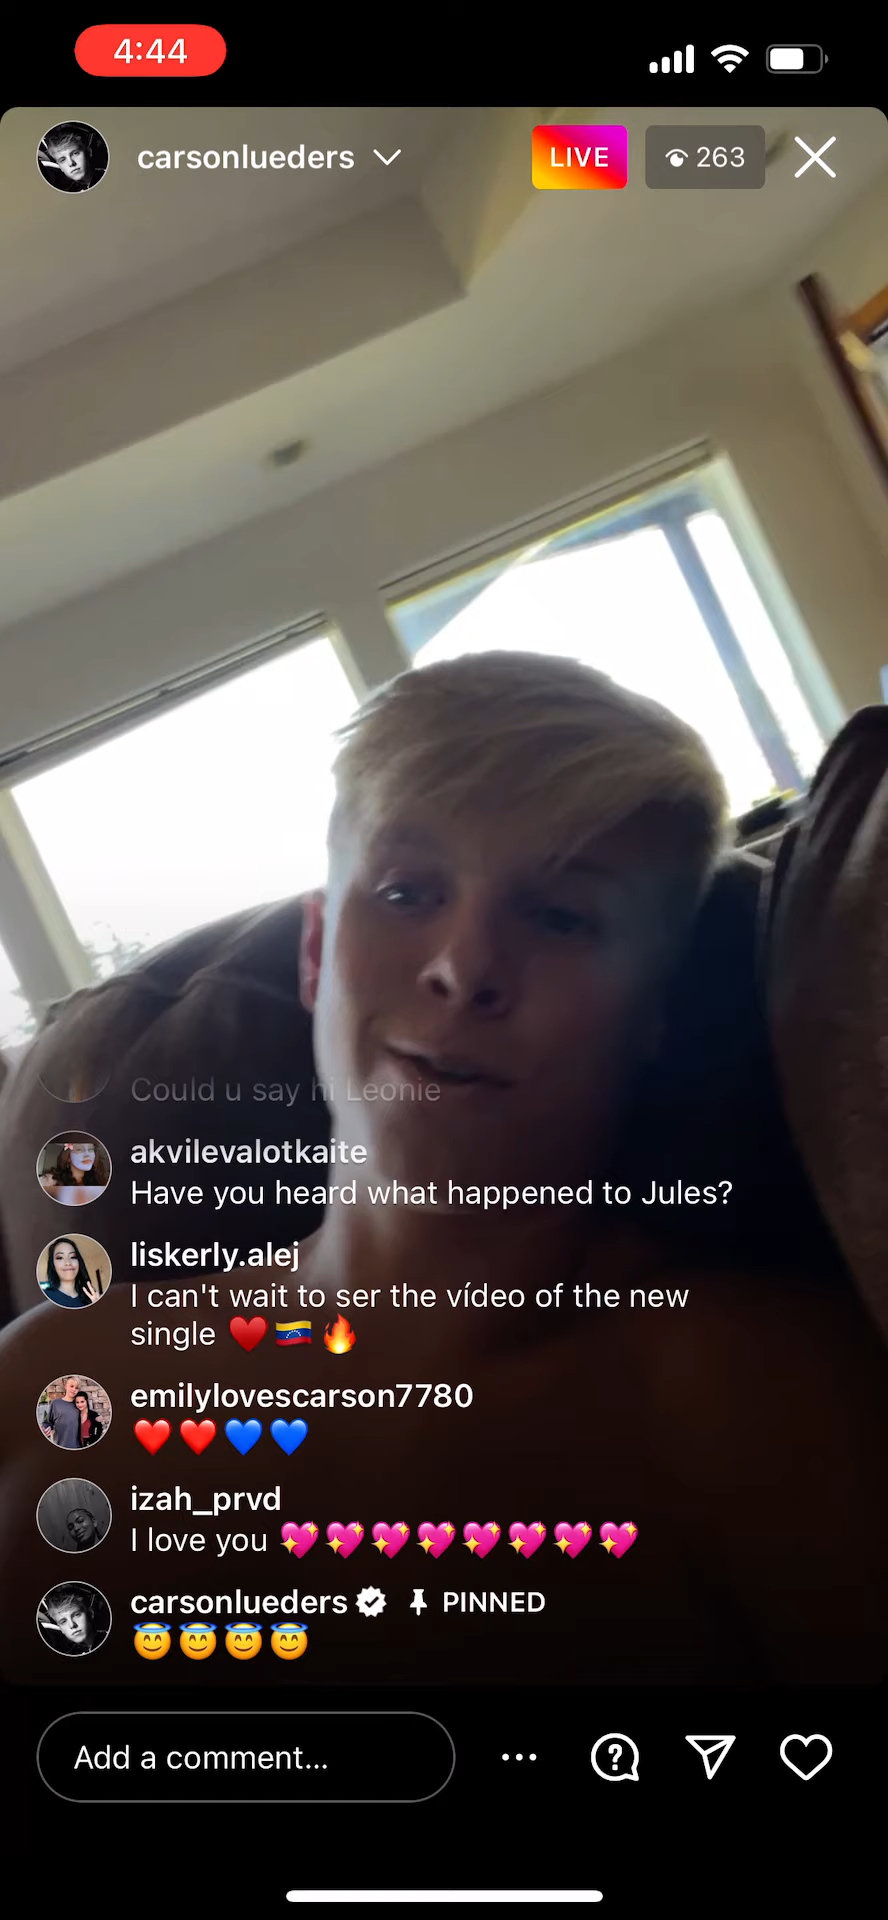 4:44
carsonlueders
LIVE
263
Could u say hi Leonie
akvilevalotkaite
Have you heard what happened to Jules?
liskerly.alej
I can't wait to ser the vídeo of the new
single ❤️🇻🇪🔥
emilylovescarson7780
❤️❤️💙💙
izah_prvd
I love you 💖💖💖💖💖💖💖💖
carsonlueders PINNED
😇😇😇😇
Add a comment...